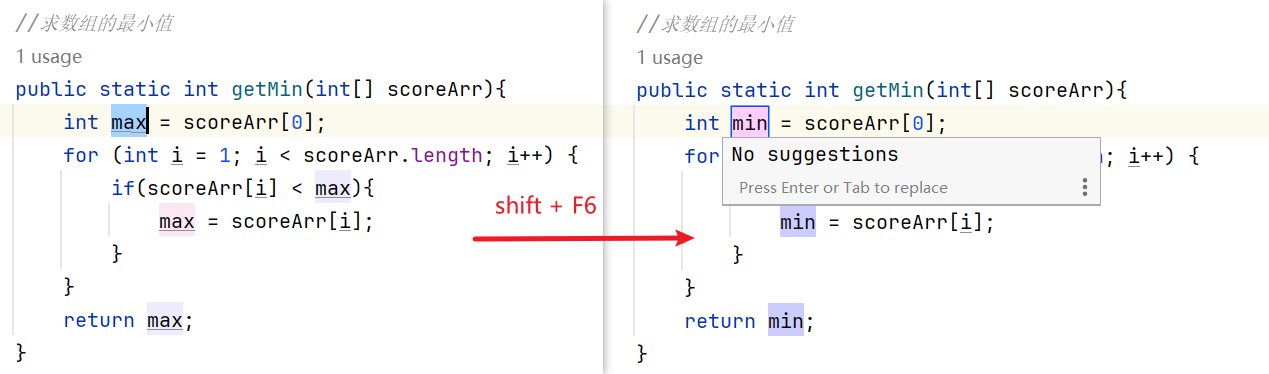 //求数组的最小值
1 usage
public static int getMin(int[] scoreArr){
int max = scoreArr[0];
for (int i = 1; i < scoreArr.length; i++) {
if(scoreArr[i] < max){
max = scoreArr[i];
}
}
return max;
}
shift + F6
//求数组的最小值
1 usage
public static int getMin(int[] scoreArr){
int min = scoreArr[0];
for
; i++) {
No suggestions
Press Enter or Tab to replace
min = scoreArr[i];
}
}
return min;
}